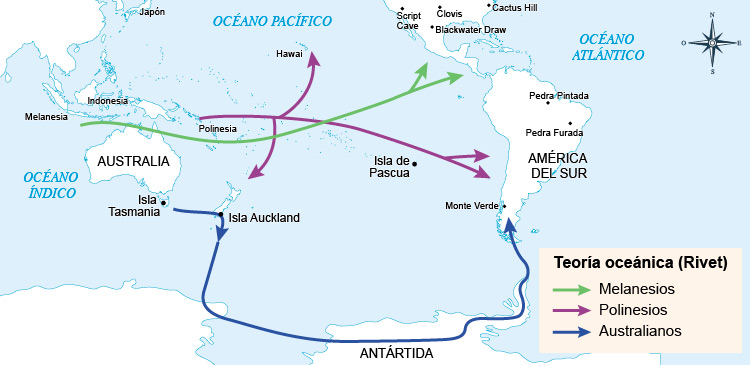 Japón
OCÉANO PACÍFICO
Script
Cave
Clovis
Cactus Hill
Blackwater Draw
OCÉANO
ATLÁNTICO
N
O
E
S
Hawai
Indonesia
Melanesia
Polinesia
Pedra Pintada
Pedra Furada
AUSTRALIA
OCÉANO
ÍNDICO
Isla de
Pascua
AMÉRICA
DEL SUR
Isla
Tasmania
Isla Auckland
Monte Verde
Teoría oceánica (Rivet)
Melanesios
Polinesios
Australianos
ANTÁRTIDA